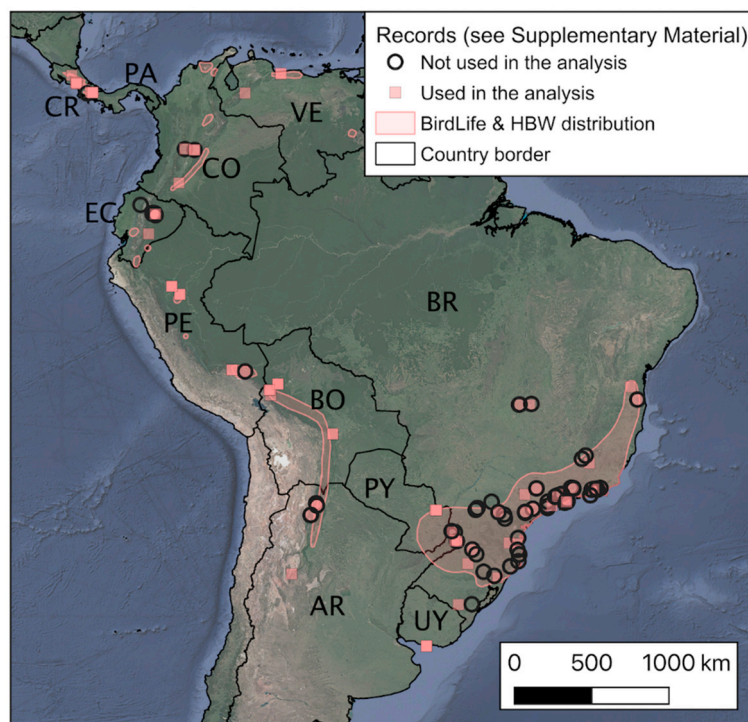 Records (see Supplementary Material)
Not used in the analysis
Used in the analysis
BirdLife & HBW distribution
Country border
PA
CR
VE
CO
EC
BR
PE
BO
PY
AR
UY
0 500 1000 km